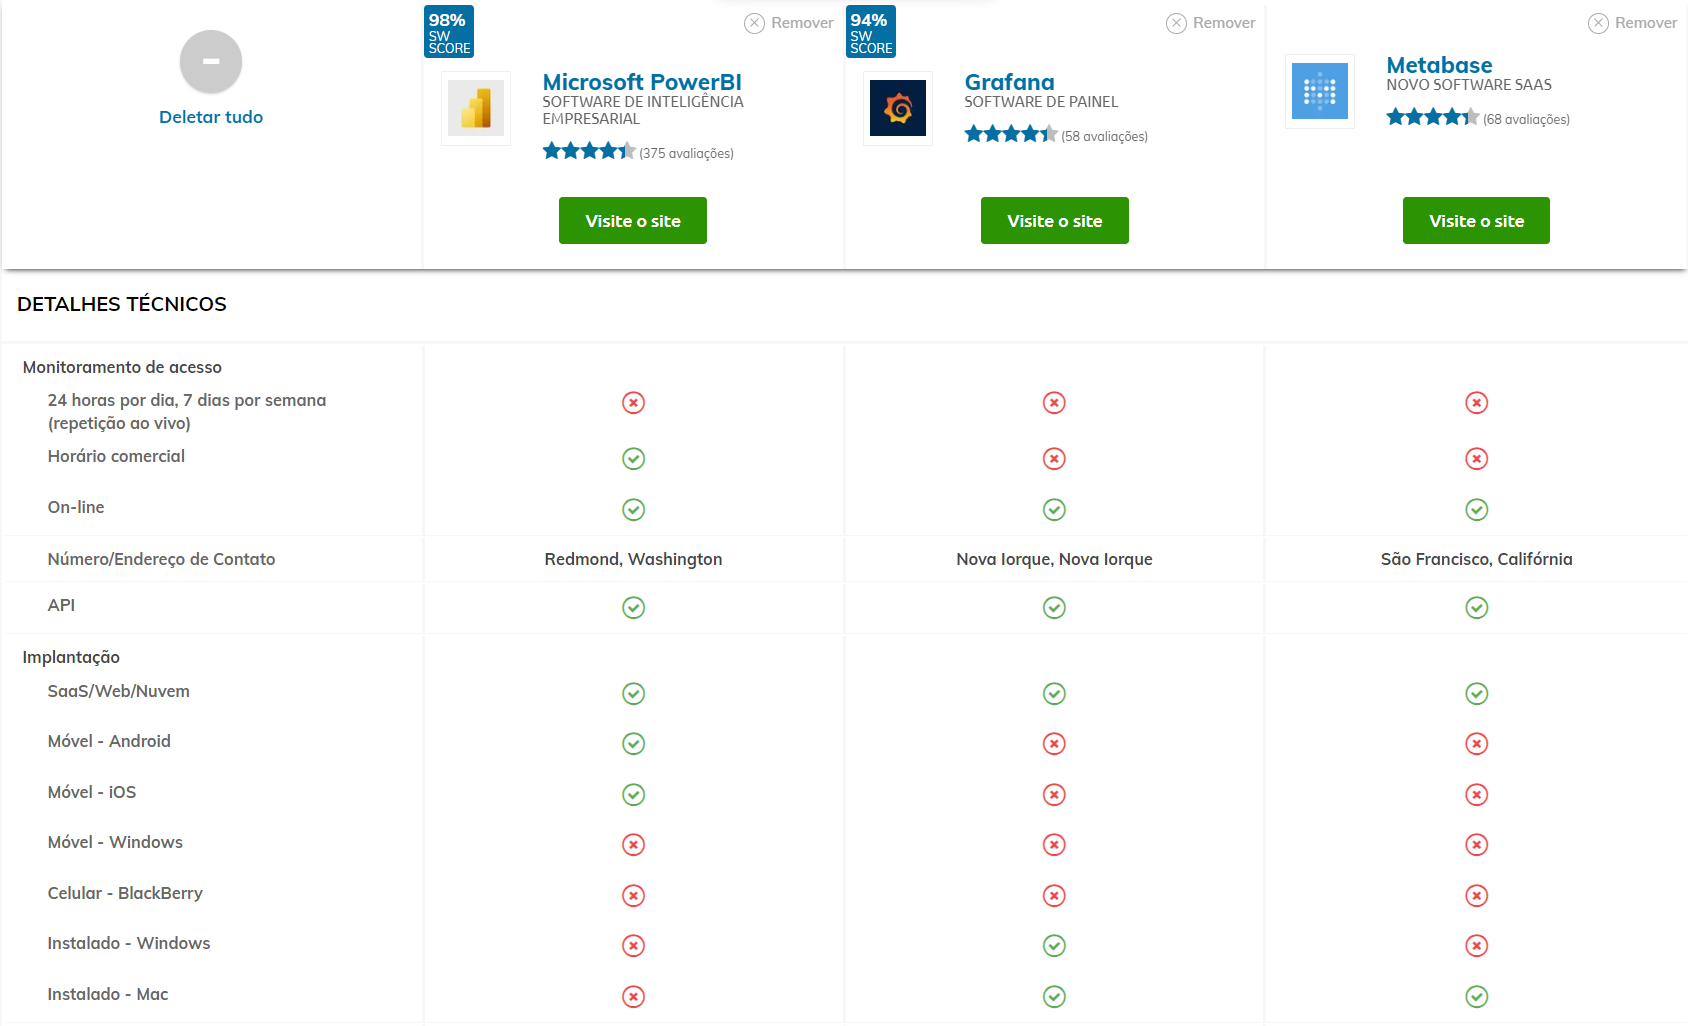 Deletar tudo
98%
SW
SCORE
Remover
Microsoft PowerBI
SOFTWARE DE INTELIGÊNCIA
EMPRESARIAL
(375 avaliações)
Visite o site
94%
SW
SCORE
Remover
Grafana
SOFTWARE DE PAINEL
(58 avaliações)
Visite o site
Remover
Metabase
NOVO SOFTWARE SAAS
(68 avaliações)
Visite o site
DETALHES TÉCNICOS
Monitoramento de acesso
24 horas por dia, 7 dias por semana
(repetição ao vivo)
Horário comercial
On-line
Número/Endereço de Contato
Redmond, Washington
Nova Iorque, Nova Iorque
São Francisco, Califórnia
API
Implantação
SaaS/Web/Nuvem
Móvel - Android
Móvel - iOS
Móvel - Windows
Celular - BlackBerry
Instalado - Windows
Instalado - Mac